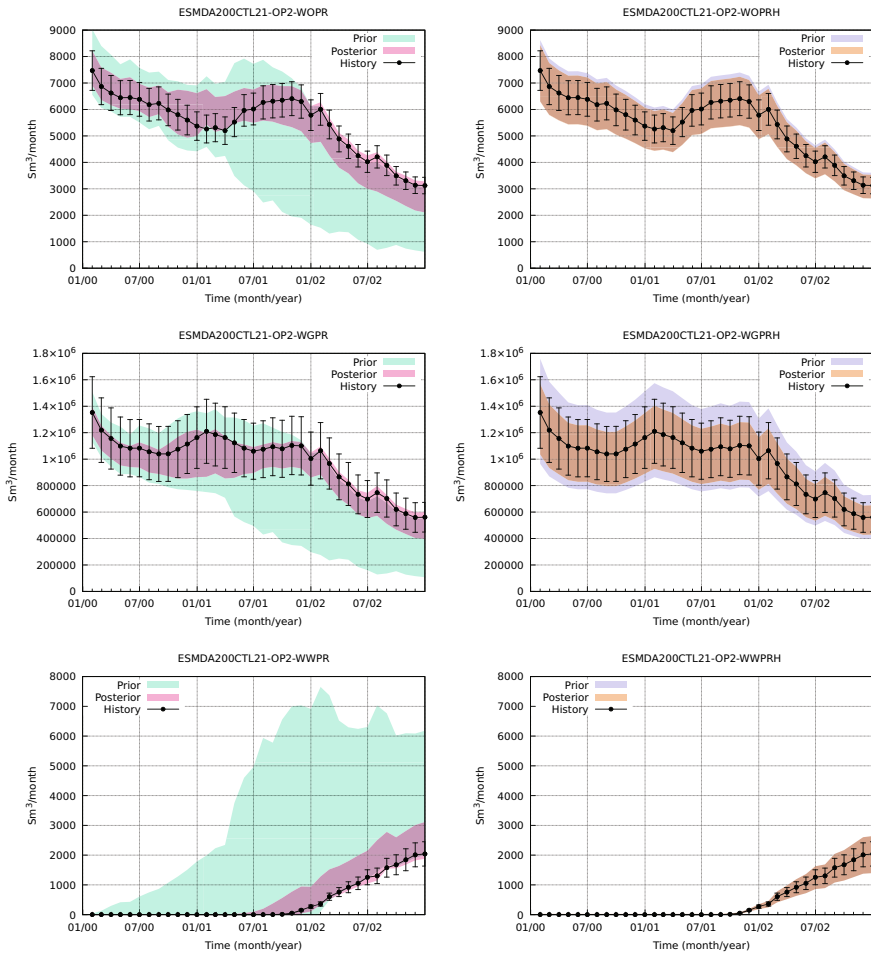 ESMDA200CTL21-OP2-WOPR
9000
8000
7000
6000
5000
4000
3000
2000
1000
0
Sm³/month
Prior
Posterior
History
01/00 07/00 01/01 07/01 01/02 07/02
Time (month/year)
ESMDA200CTL21-OP2-WOPRH
9000
8000
7000
6000
5000
4000
3000
2000
1000
0
Sm³/month
Prior
Posterior
History
01/00 07/00 01/01 07/01 01/02 07/02
Time (month/year)
ESMDA200CTL21-OP2-WGPR
1.8×10⁶
1.6×10⁶
1.4×10⁶
1.2×10⁶
1×10⁶
800000
600000
400000
200000
0
Sm³/month
Prior
Posterior
History
01/00 07/00 01/01 07/01 01/02 07/02
Time (month/year)
ESMDA200CTL21-OP2-WGPRH
1.8×10⁶
1.6×10⁶
1.4×10⁶
1.2×10⁶
1×10⁶
800000
600000
400000
200000
0
Sm³/month
Prior
Posterior
History
01/00 07/00 01/01 07/01 01/02 07/02
Time (month/year)
ESMDA200CTL21-OP2-WWPR
8000
7000
6000
5000
4000
3000
2000
1000
0
Sm³/month
Prior
Posterior
History
01/00 07/00 01/01 07/01 01/02 07/02
Time (month/year)
ESMDA200CTL21-OP2-WWPRH
8000
7000
6000
5000
4000
3000
2000
1000
0
Sm³/month
Prior
Posterior
History
01/00 07/00 01/01 07/01 01/02 07/02
Time (month/year)